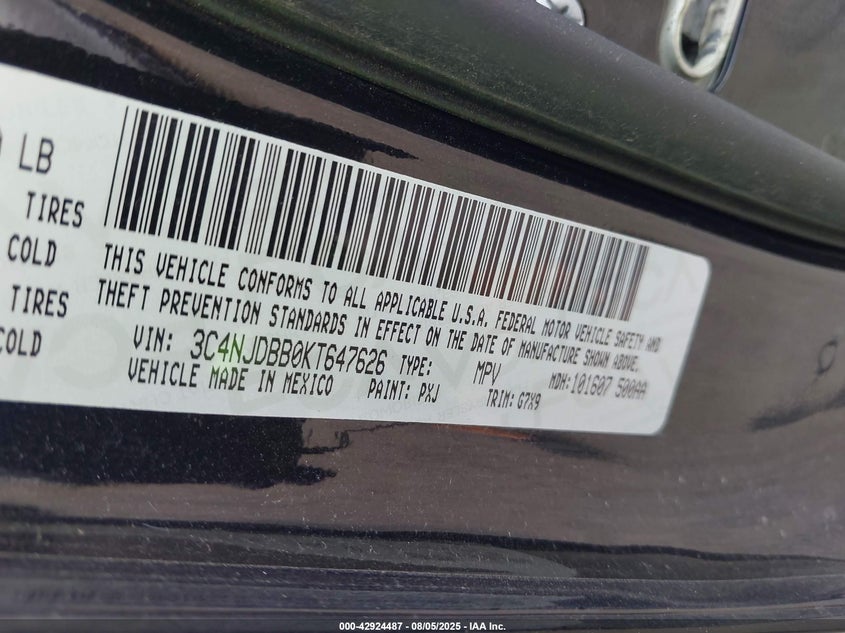 LB
TIRES
COLD
TIRES
COLD
THIS VEHICLE CONFORMS TO ALL APPLICABLE U.S.A. FEDERAL MOTOR VEHICLE SAFETY AND
THEFT PREVENTION STANDARDS IN EFFECT ON THE DATE OF MANUFACTURE SHOWN ABOVE.
VIN: 3C4NJDBB0KT647626 TYPE: MPV MDH:101607 500AA
VEHICLE MADE IN MEXICO PAINT: PXJ TRIM: G7X9
000-42924487 - 08/05/2025 - IAA Inc.